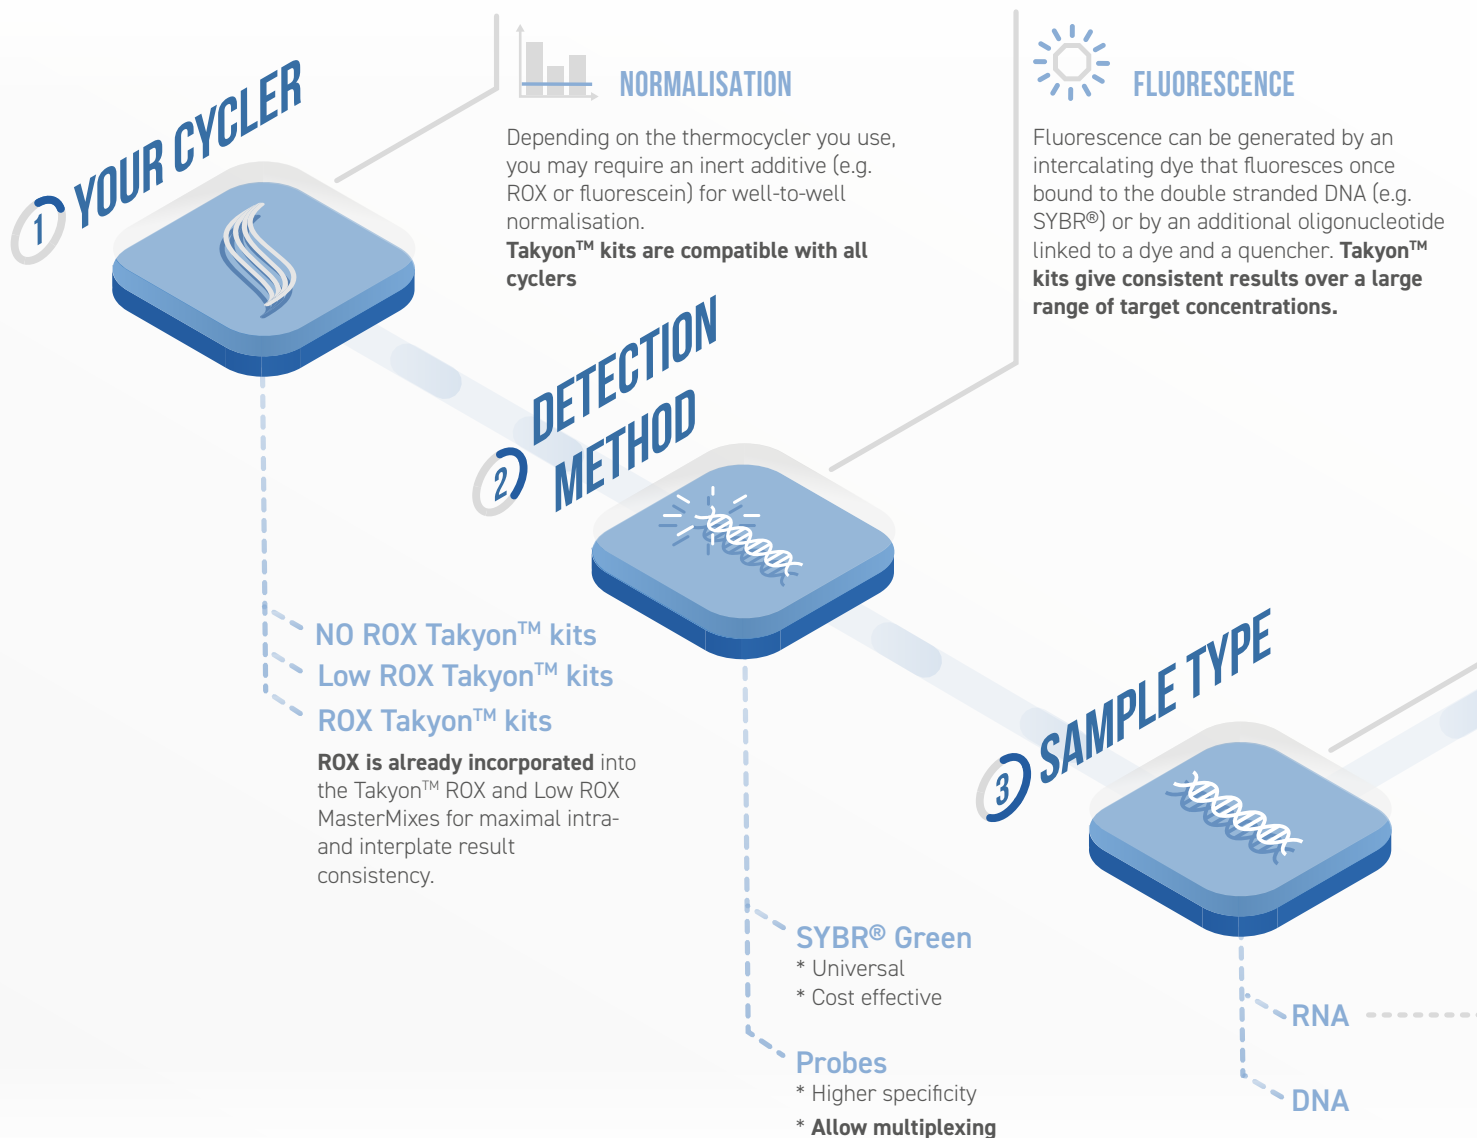 1 YOUR CYCLER
NORMALISATION
Depending on the thermocycler you use,
you may require an inert additive (e.g.
ROX or fluorescein) for well-to-well
normalisation.
Takyon™ kits are compatible with all
cyclers
FLUORESCENCE
Fluorescence can be generated by an
intercalating dye that fluoresces once
bound to the double stranded DNA (e.g.
SYBR®) or by an additional oligonucleotide
linked to a dye and a quencher. Takyon™
kits give consistent results over a large
range of target concentrations.
NO ROX Takyon™ kits
Low ROX Takyon™ kits
ROX Takyon™ kits
ROX is already incorporated into
the Takyon™ ROX and Low ROX
MasterMixes for maximal intra-
and interplate result
consistency.
2 DETECTION
METHOD
SYBR® Green
* Universal
* Cost effective
Probes
* Higher specificity
* Allow multiplexing
3 SAMPLE TYPE
RNA
DNA